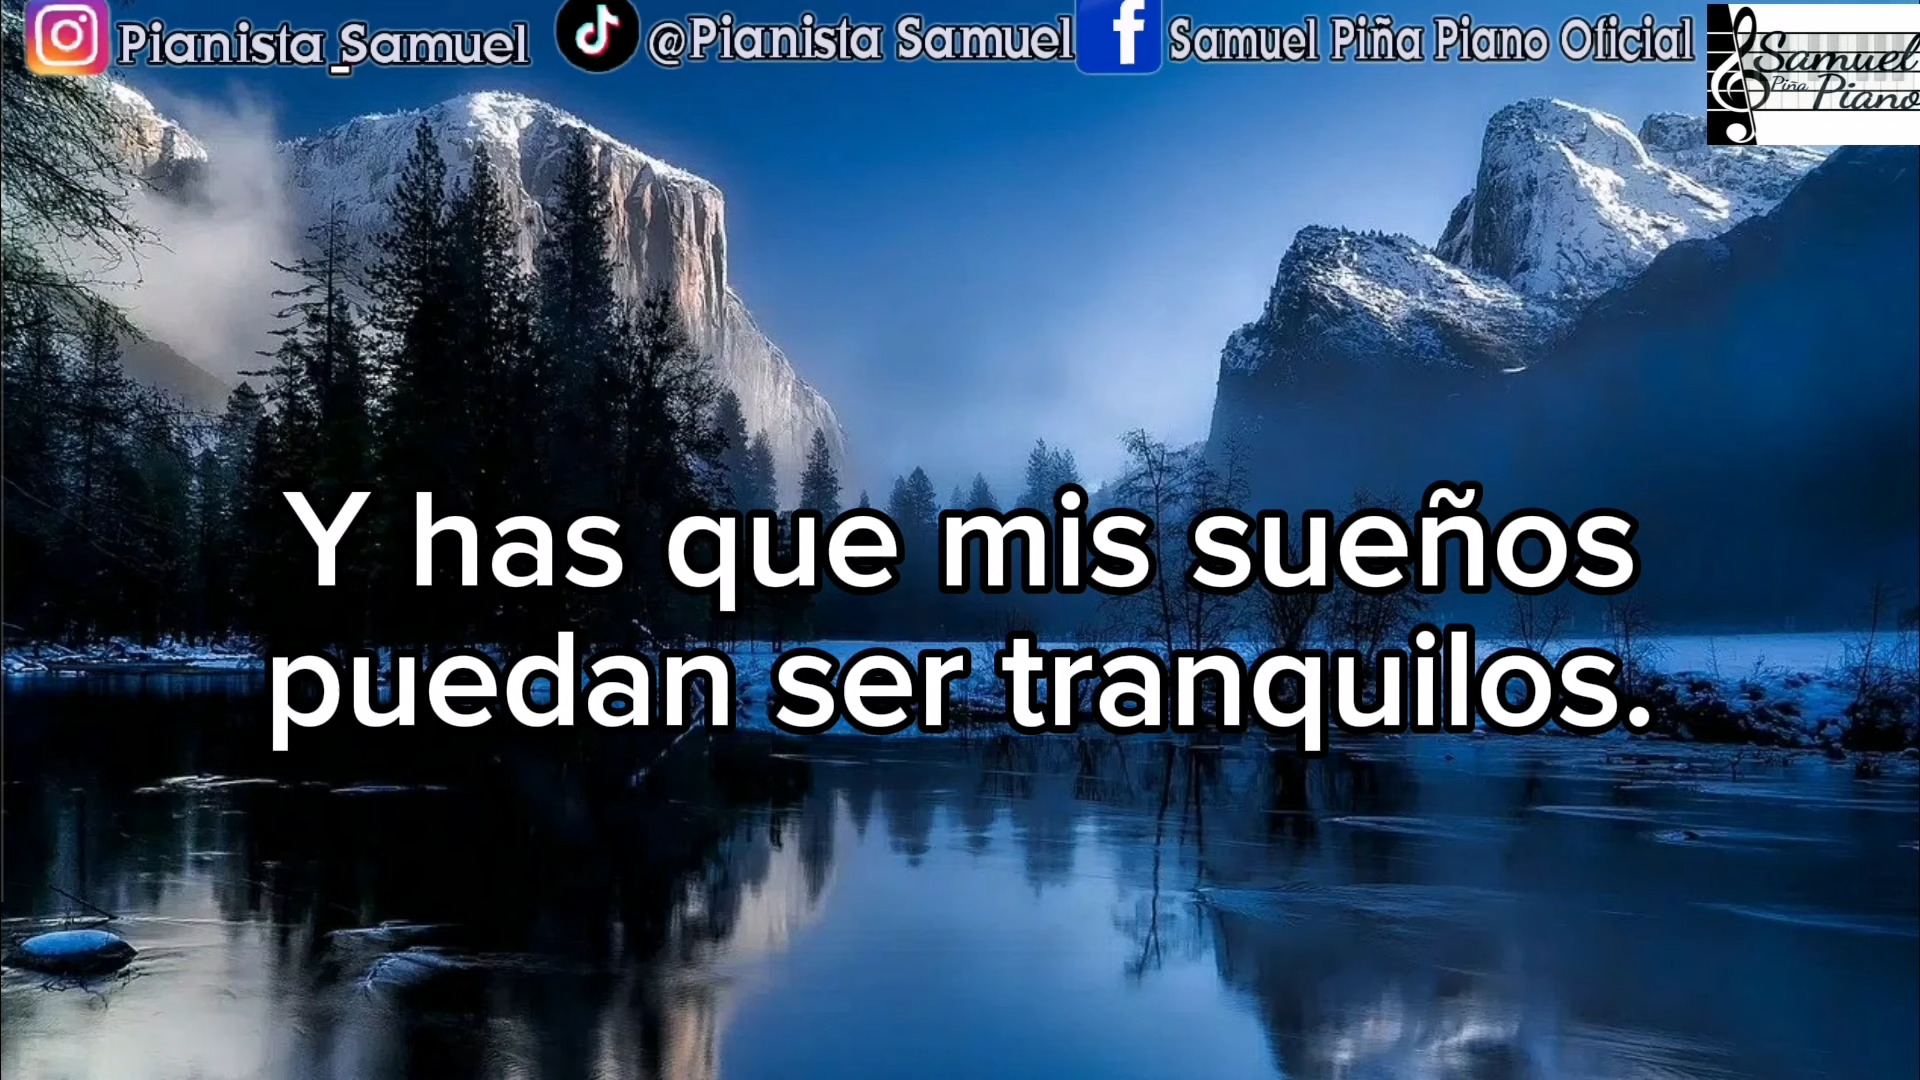 Pianista_Samuel @Pianista Samuel Samuel Piña Piano Oficial
Samuel
Piña Piano
Y has que mis sueños
puedan ser tranquilos.